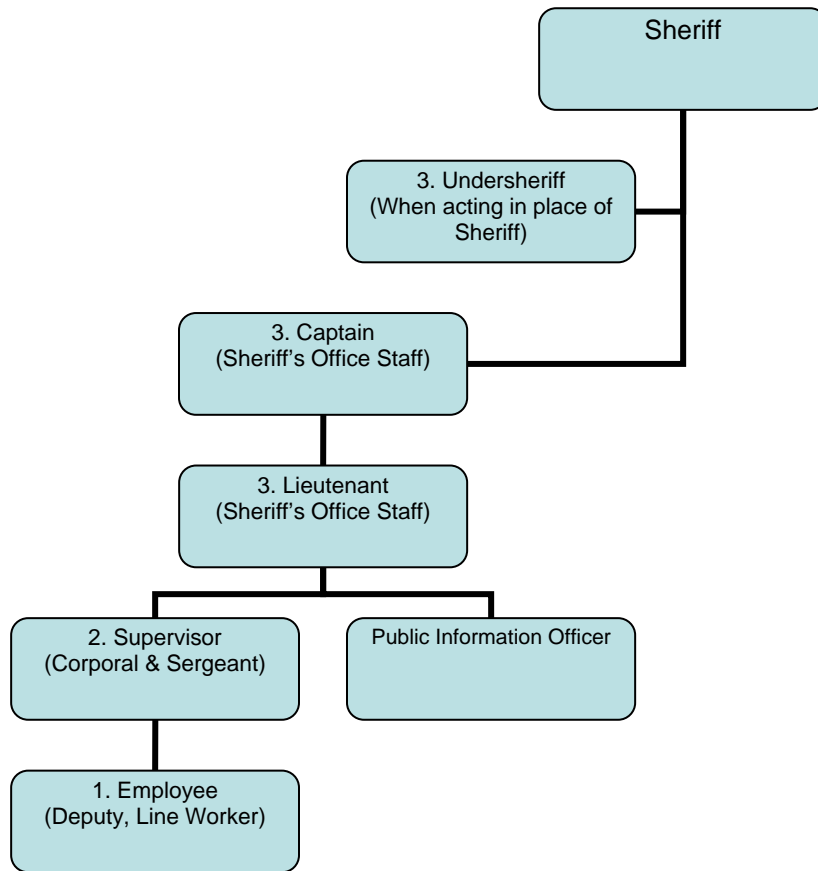 Sheriff
3. Undersheriff
(When acting in place of
Sheriff)
3. Captain
(Sheriff’s Office Staff)
3. Lieutenant
(Sheriff’s Office Staff)
2. Supervisor
(Corporal & Sergeant)
Public Information Officer
1. Employee
(Deputy, Line Worker)